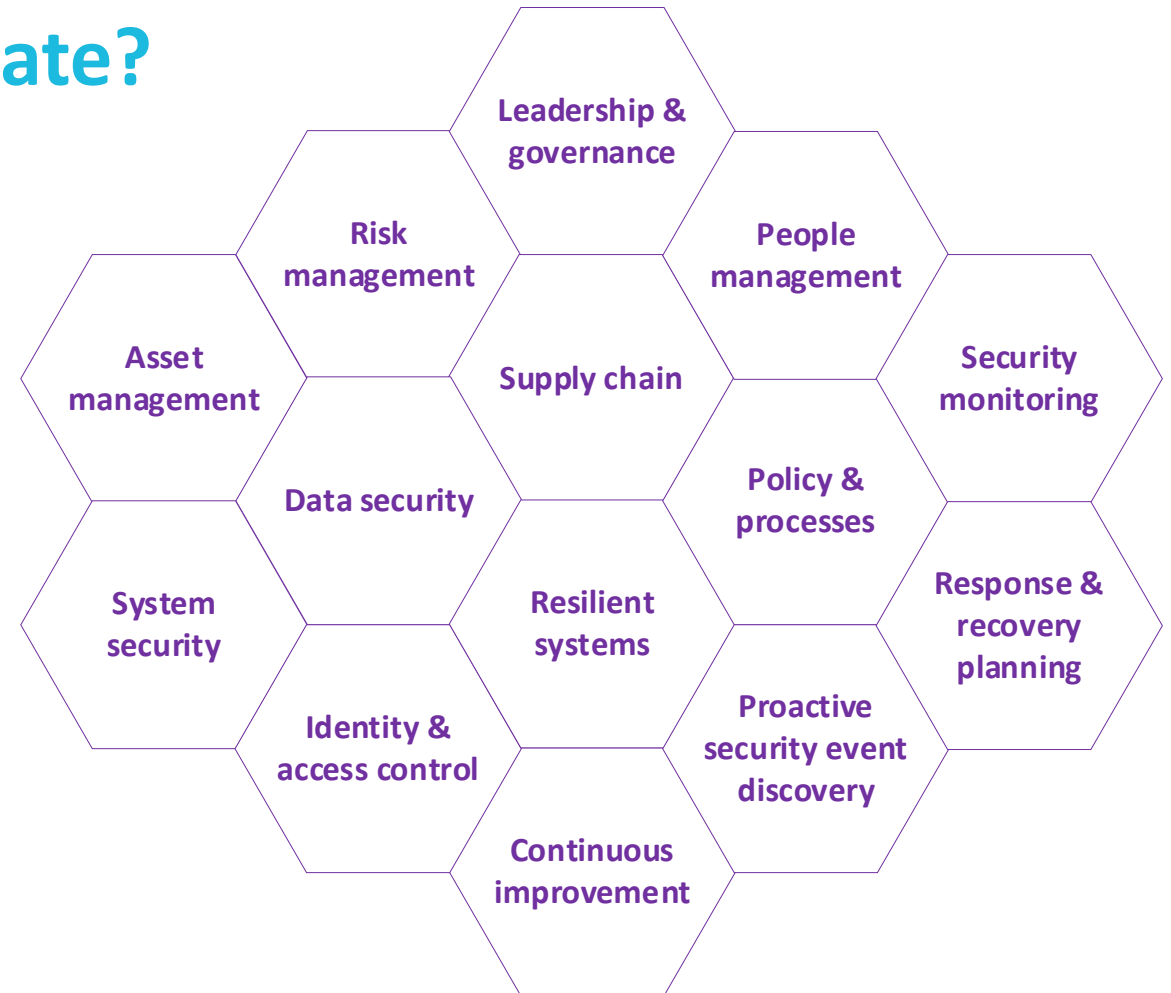 ate?
Leadership &
governance
Risk
management
People
management
Asset
management
Supply chain
Security
monitoring
Data security
Policy &
processes
System
security
Resilient
systems
Response &
recovery
planning
Identity &
access control
Proactive
security event
discovery
Continuous
improvement